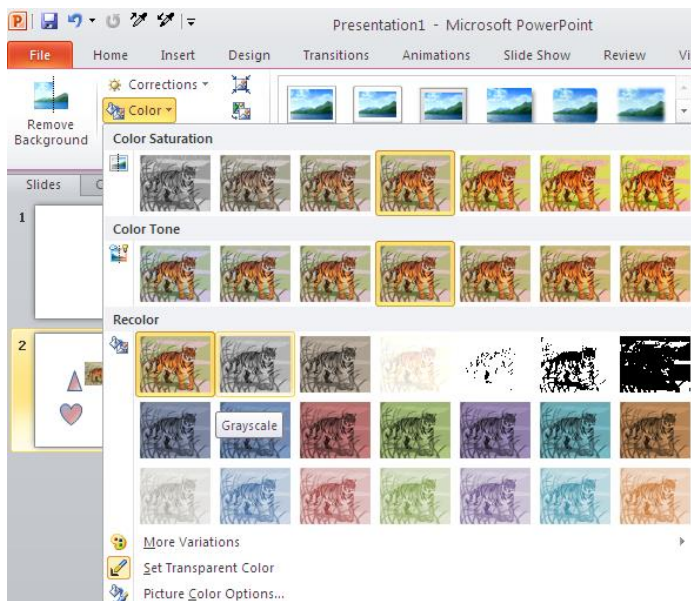 Presentation1 - Microsoft PowerPoint
File Home Insert Design Transitions Animations Slide Show Review Vi
Corrections
Color
Remove
Background
Color Saturation
Slides
1
Color Tone
Recolor
2
Grayscale
More Variations
Set Transparent Color
Picture Color Options...